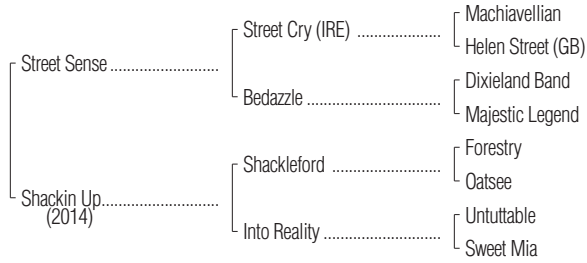 Machiavellian
Street Cry (IRE) ..................
Helen Street (GB)
Street Sense ........................
Dixieland Band
Bedazzle .............................
Majestic Legend
Forestry
Shackleford ........................
Oatsee
Shackin Up..........................
(2014)
Untuttable
Into Reality ..........................
Sweet Mia